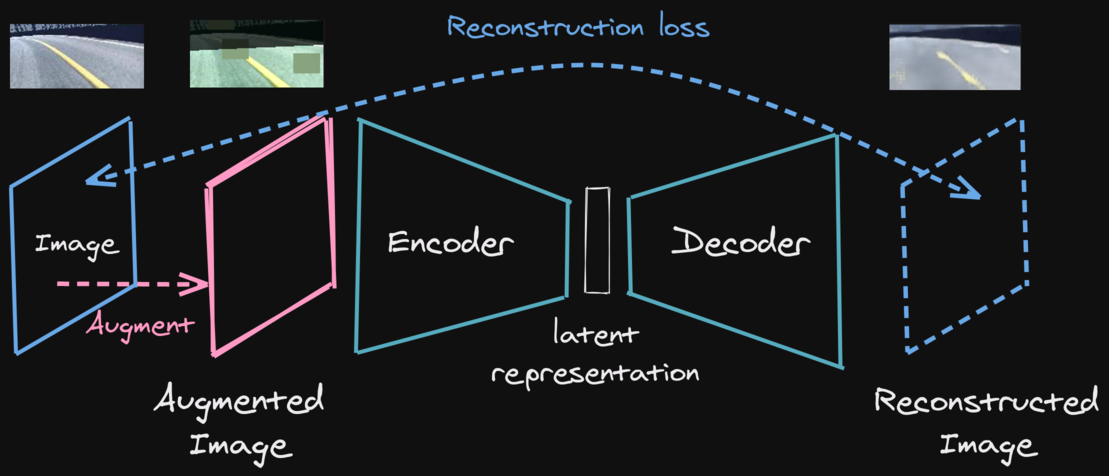 Reconstruction loss
Image
Augment
Augmented
Image
Encoder
latent
representation
Decoder
Reconstructed
Image